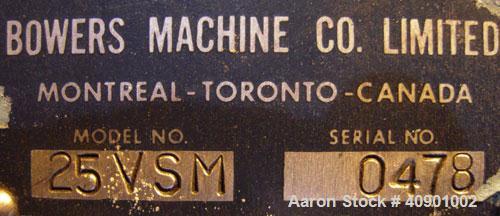 BOWERS MACHINE CO. LIMITED
MONTREAL-TORONTO-CANADA
MODEL NO. SERIAL NO.
25VSM 0478
Aaron Stock # 40901002